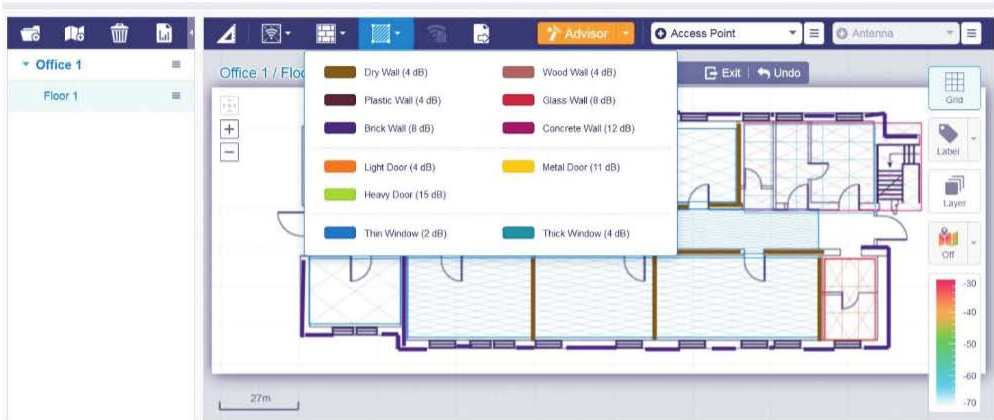 Advisor
Access Point
Antenna
Office 1
Floor 1
Office 1 / Floo
Exit
Undo
Dry Wall (4 dB)
Wood Wall (4 dB)
Plastic Wall (4 dB)
Glass Wall (8 dB)
Brick Wall (8 dB)
Concrete Wall (12 dB)
Light Door (4 dB)
Metal Door (11 dB)
Heavy Door (15 dB)
Thin Window (2 dB)
Thick Window (4 dB)
Grid
Label
Layer
Off
-30
-40
-50
-60
-70
27m